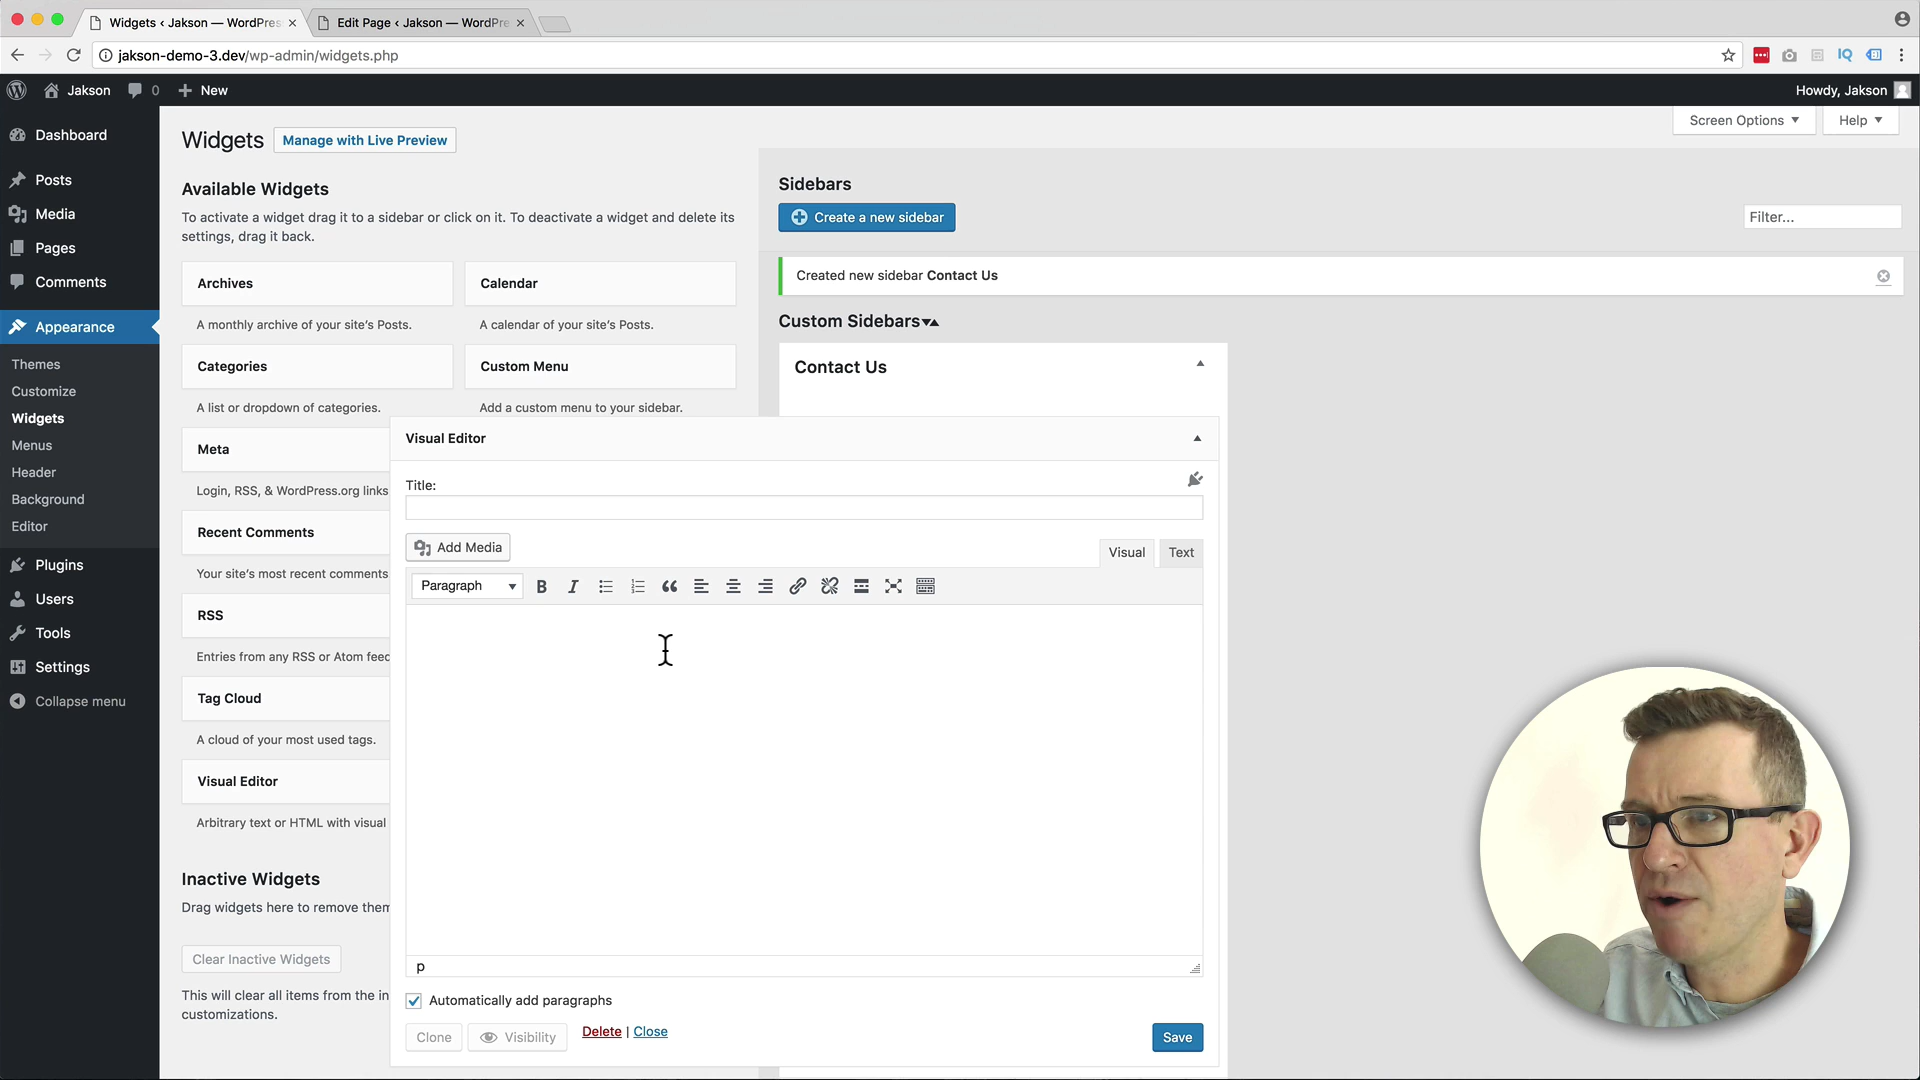 Widgets ‹ Jakson — WordPres
Edit Page ‹ Jakson — WordPre
jakson-demo-3.dev/wp-admin/widgets.php
IQ
Jakson
0
New
Howdy, Jakson
Dashboard
Posts
Media
Pages
Comments
Appearance
Themes
Customize
Widgets
Menus
Header
Background
Editor
Plugins
Users
Tools
Settings
Collapse menu
Widgets
Manage with Live Preview
Screen Options
Help
Available Widgets
To activate a widget drag it to a sidebar or click on it. To deactivate a widget and delete its
settings, drag it back.
Archives
Calendar
A monthly archive of your site's Posts.
A calendar of your site's Posts.
Categories
Custom Menu
A list or dropdown of categories.
Add a custom menu to your sidebar.
Meta
Login, RSS, & WordPress.org links
Recent Comments
Your site's most recent comments
RSS
Entries from any RSS or Atom feed
Tag Cloud
A cloud of your most used tags.
Visual Editor
Arbitrary text or HTML with visual
Inactive Widgets
Drag widgets here to remove them
Clear Inactive Widgets
This will clear all items from the in
customizations.
Sidebars
Create a new sidebar
Filter...
Created new sidebar Contact Us
Custom Sidebars
Contact Us
Visual Editor
Title:
Add Media
Visual
Text
Paragraph
B
I
p
Automatically add paragraphs
Clone
Visibility
Delete | Close
Save